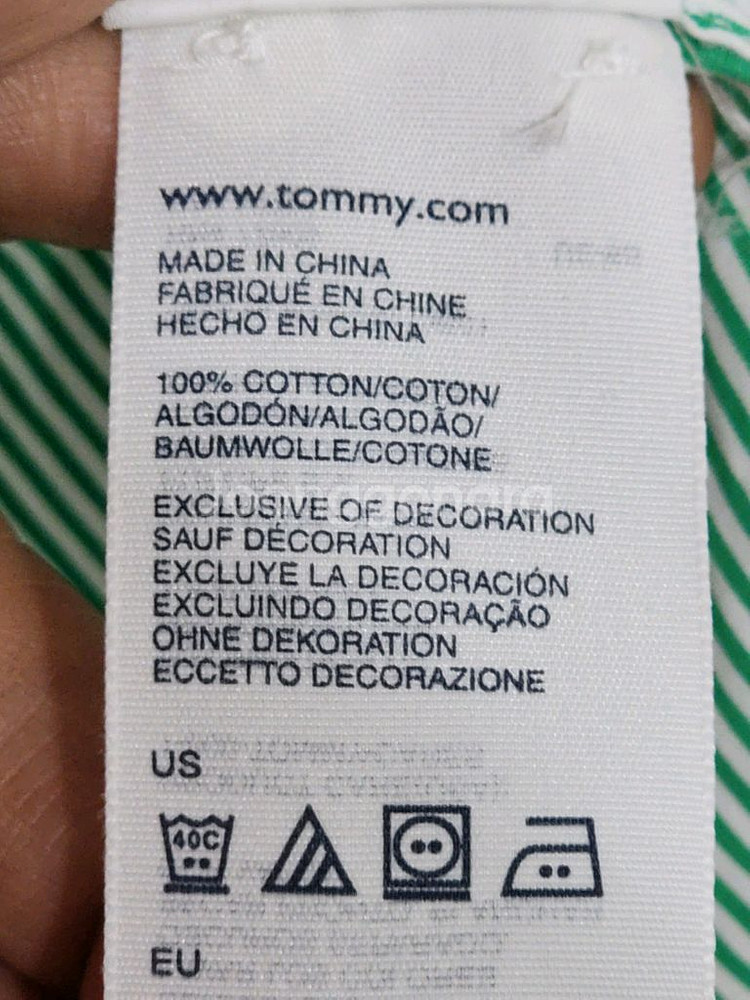 www.tommy.com
MADE IN CHINA
FABRIQUÉ EN CHINE
HECHO EN CHINA
100% COTTON/COTON/
ALGODÓN/ALGODÃO/
BAUMWOLLE/COTONE
EXCLUSIVE OF DECORATION
SAUF DÉCORATION
EXCLUYE LA DECORACIÓN
EXCLUINDO DECORAÇÃO
OHNE DEKORATION
ECCETTO DECORAZIONE
US
40C
EU